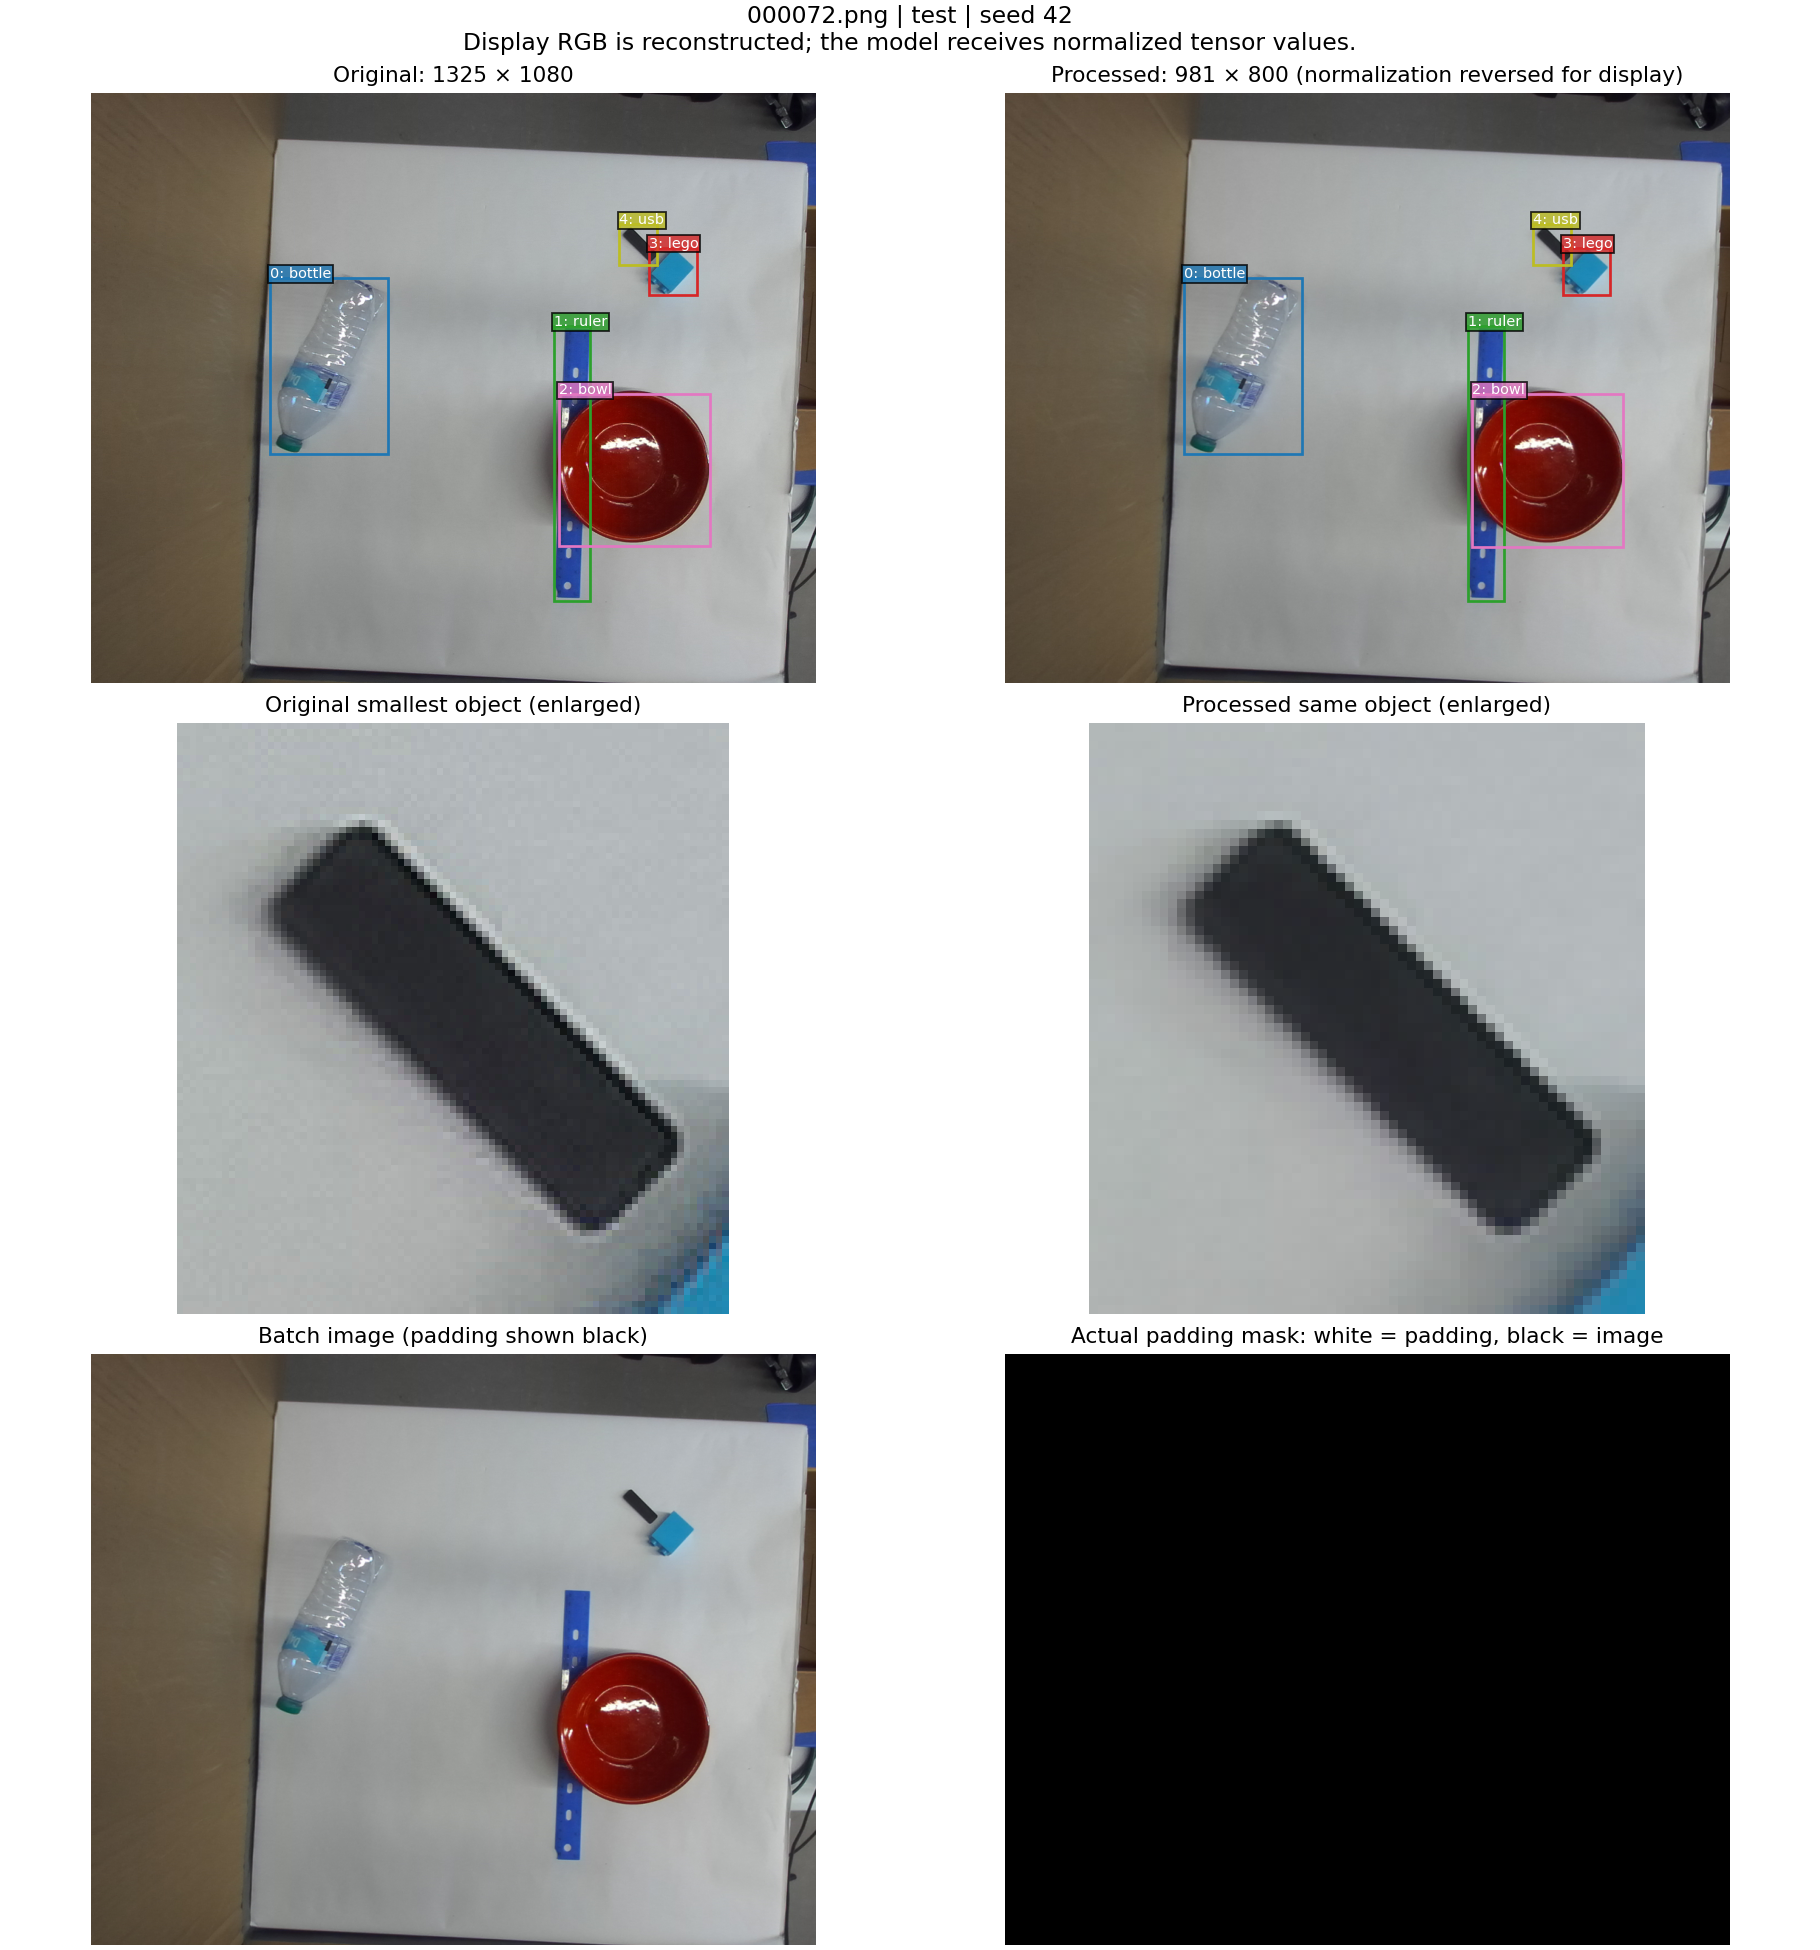 000072.png | test | seed 42
Display RGB is reconstructed; the model receives normalized tensor values.
Original: 1325 × 1080
Processed: 981 × 800 (normalization reversed for display)
4: usb
3: lego
0: bottle
1: ruler
2: bowl
4: usb
3: lego
0: bottle
1: ruler
2: bowl
Original smallest object (enlarged)
Processed same object (enlarged)
Batch image (padding shown black)
Actual padding mask: white = padding, black = image